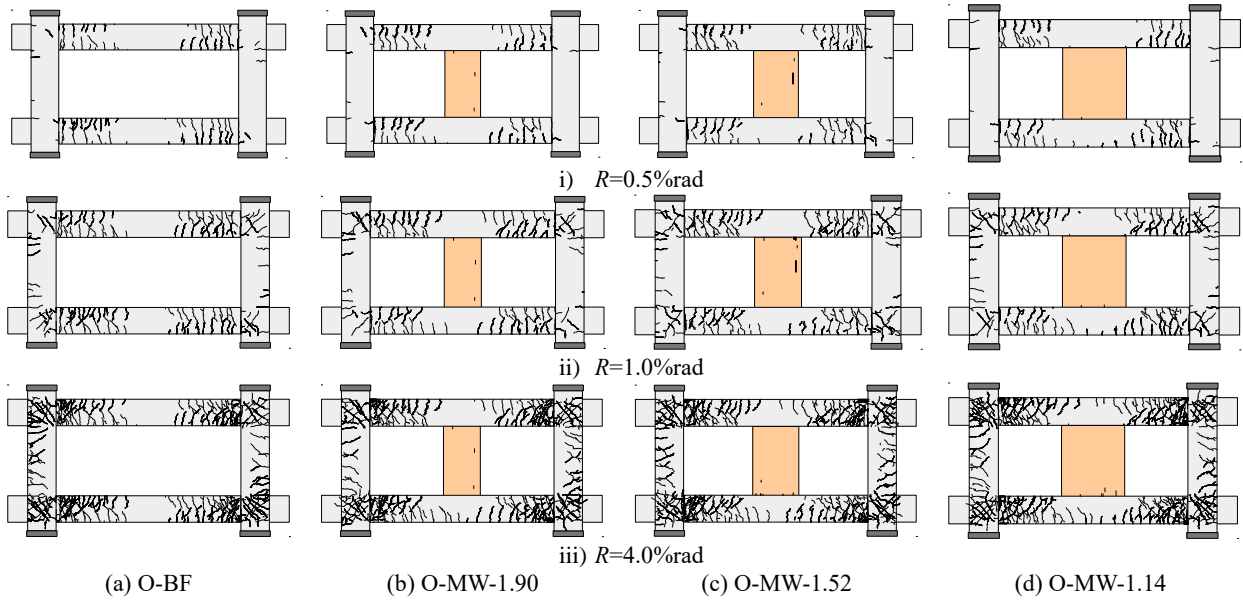 i) R=0.5%rad
ii) R=1.0%rad
iii) R=4.0%rad
(a) O-BF (b) O-MW-1.90 (c) O-MW-1.52 (d) O-MW-1.14